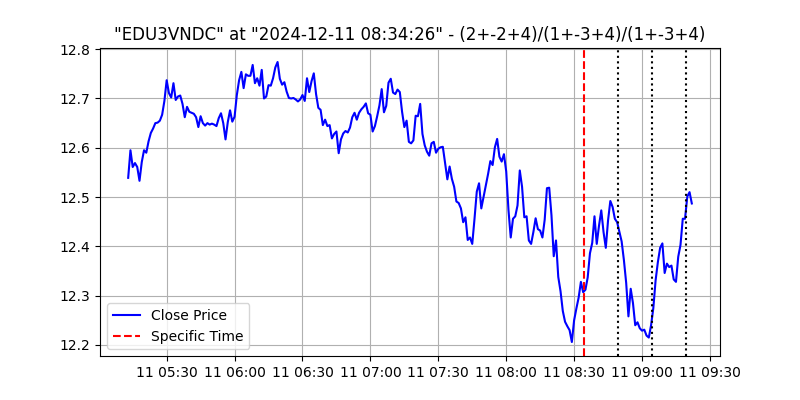 "EDU3VNDC" at "2024-12-11 08:34:26" - (2+-2+4)/(1+-3+4)/(1+-3+4)
12.8
12.7
12.6
12.5
12.4
12.3
12.2
Close Price
Specific Time
11 05:30 11 06:00 11 06:30 11 07:00 11 07:30 11 08:00 11 08:30 11 09:00 11 09:30